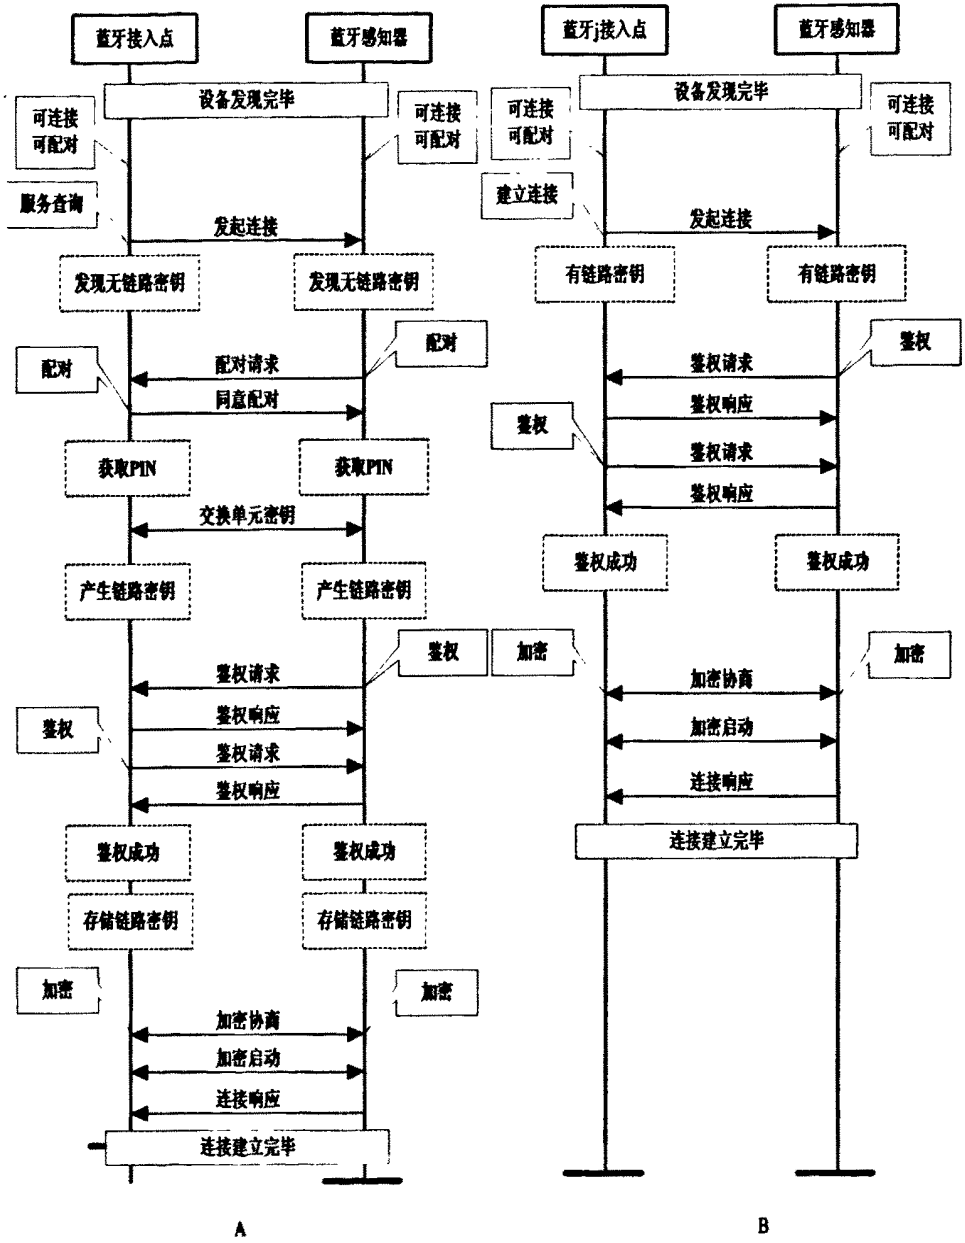 蓝牙接入点
蓝牙感知器
设备发现完毕
可连接
可配对
可连接
可配对
服务查询
发起连接
发现无链路密钥
发现无链路密钥
配对
配对请求
配对
同意配对
获取PIN
获取PIN
交换单元密钥
产生链路密钥
产生链路密钥
鉴权
鉴权请求
鉴权响应
鉴权
鉴权请求
鉴权响应
鉴权成功
鉴权成功
存储链路密钥
存储链路密钥
加密
加密
加密协商
加密启动
连接响应
连接建立完毕
A
蓝牙j接入点
蓝牙感知器
设备发现完毕
可连接
可配对
可连接
可配对
建立连接
发起连接
有链路密钥
有链路密钥
鉴权
鉴权请求
鉴权响应
鉴权
鉴权请求
鉴权响应
鉴权成功
鉴权成功
加密
加密
加密协商
加密启动
连接响应
连接建立完毕
B